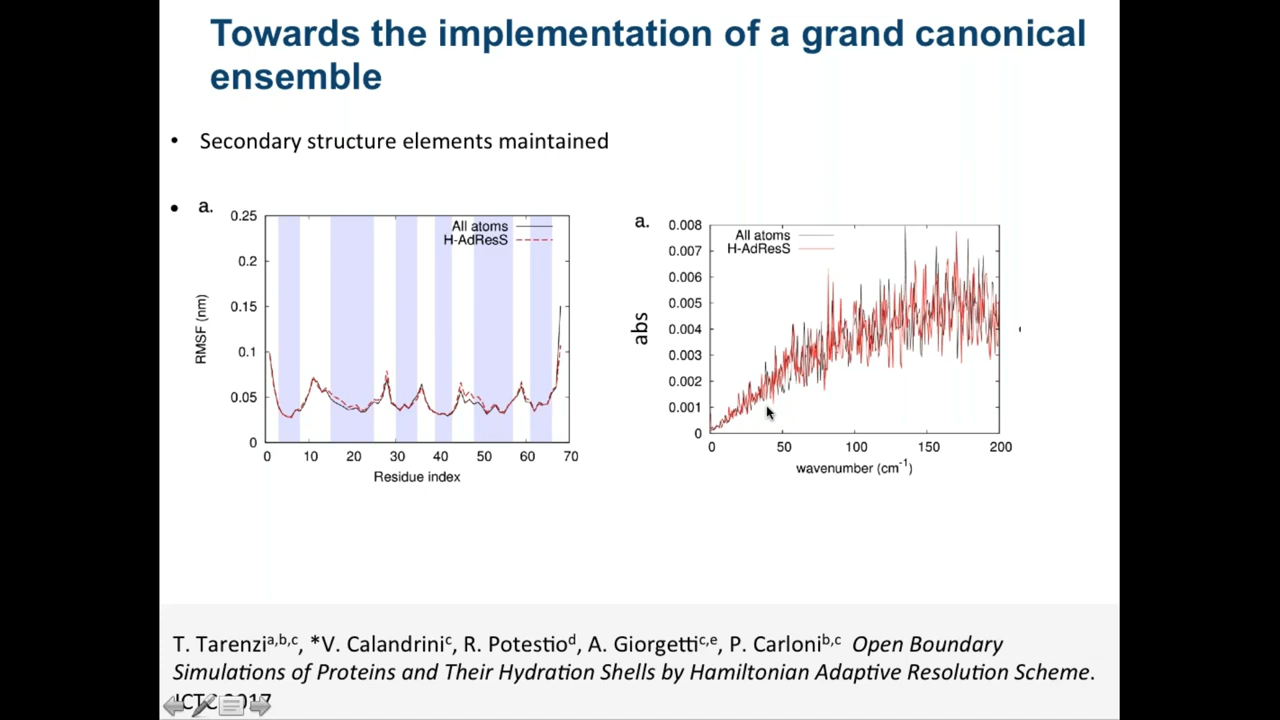 Towards the implementation of a grand canonical
ensemble
• Secondary structure elements maintained
• a.
0.25
0.2
0.15
0.1
0.05
0
RMSF (nm)
All atoms
H-AdResS
0 10 20 30 40 50 60 70
Residue index
a.
0.008
0.007
0.006
0.005
0.004
0.003
0.002
0.001
0
abs
All atoms
H-AdResS
0 50 100 150 200
wavenumber (cm-1)
T. Tarenzia,b,c, *V. Calandrinic, R. Potestiod, A. Giorgettic,e, P. Carlonib,c Open Boundary
Simulations of Proteins and Their Hydration Shells by Hamiltonian Adaptive Resolution Scheme.
2017